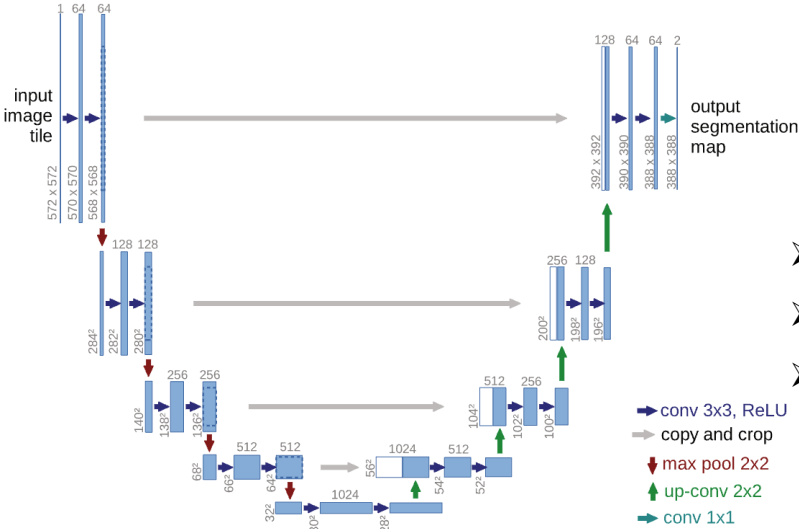 1 64 64
input
image
tile
572 x 572
570 x 570
568 x 568
128 64 64 2
output
segmentation
map
392 x 392
390 x 390
388 x 388
388 x 388
128 128
284²
282²
280²
256 128
200²
198²
196²
256 256
140²
138²
136²
512 256
104²
102²
100²
512 512
68²
66²
64²
1024 512
56²
54²
52²
1024
32²
30²
28²
conv 3x3, ReLU
copy and crop
max pool 2x2
up-conv 2x2
conv 1x1